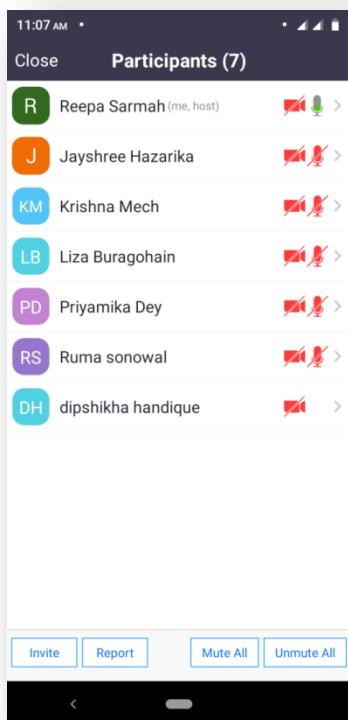 11:07 AM
Close Participants (7)
R Reepa Sarmah (me, host)
J Jayshree Hazarika
KM Krishna Mech
LB Liza Buragohain
PD Priyamika Dey
RS Ruma sonowal
DH dipshikha handique
Invite Report Mute All Unmute All